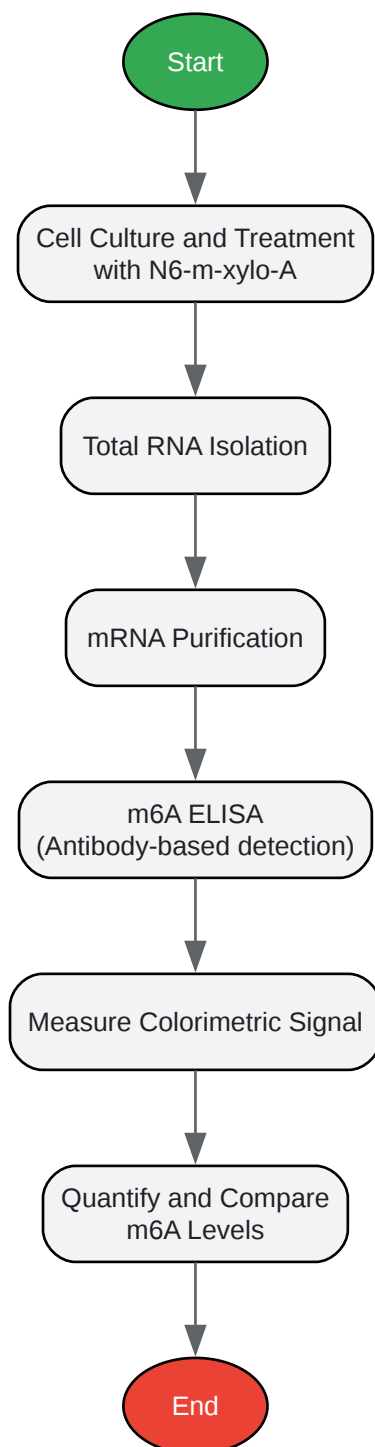 Start
Cell Culture and Treatment
with N6-m-xylo-A
Total RNA Isolation
mRNA Purification
m6A ELISA
(Antibody-based detection)
Measure Colorimetric Signal
Quantify and Compare
m6A Levels
End